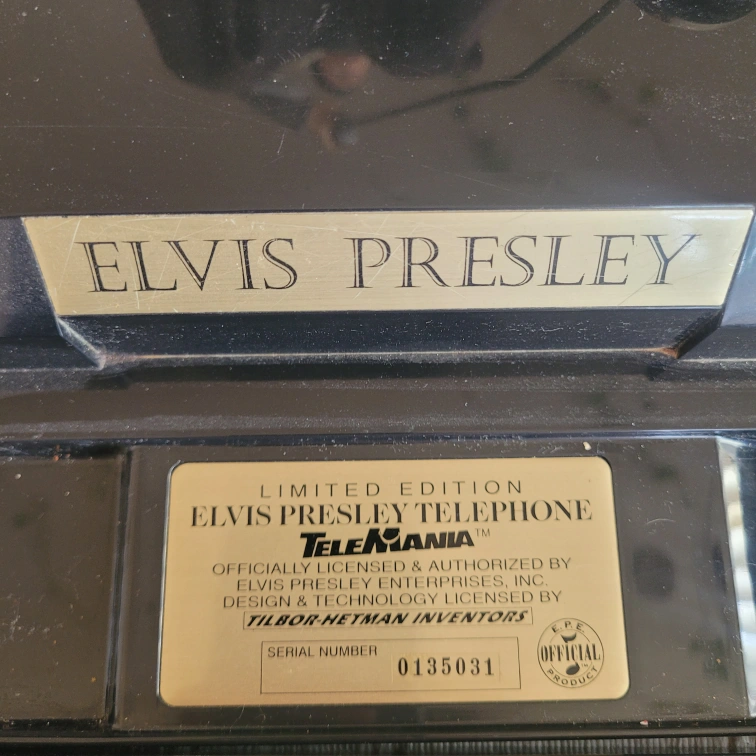 ELVIS PRESLEY
LIMITED EDITION
ELVIS PRESLEY TELEPHONE
TELEMANIA™
OFFICIALLY LICENSED & AUTHORIZED BY
ELVIS PRESLEY ENTERPRISES, INC.
DESIGN & TECHNOLOGY LICENSED BY
TILBOR-HETMAN INVENTORS
SERIAL NUMBER
0135031
E.P.E.
OFFICIAL
PRODUCT